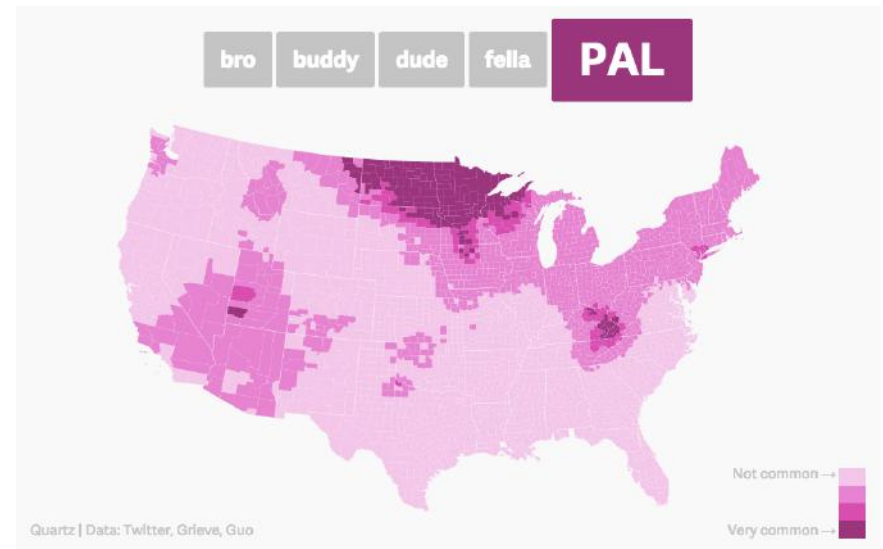 bro buddy dude fella PAL
Not common →
Very common →
Quartz | Data: Twitter, Grieve, Guo